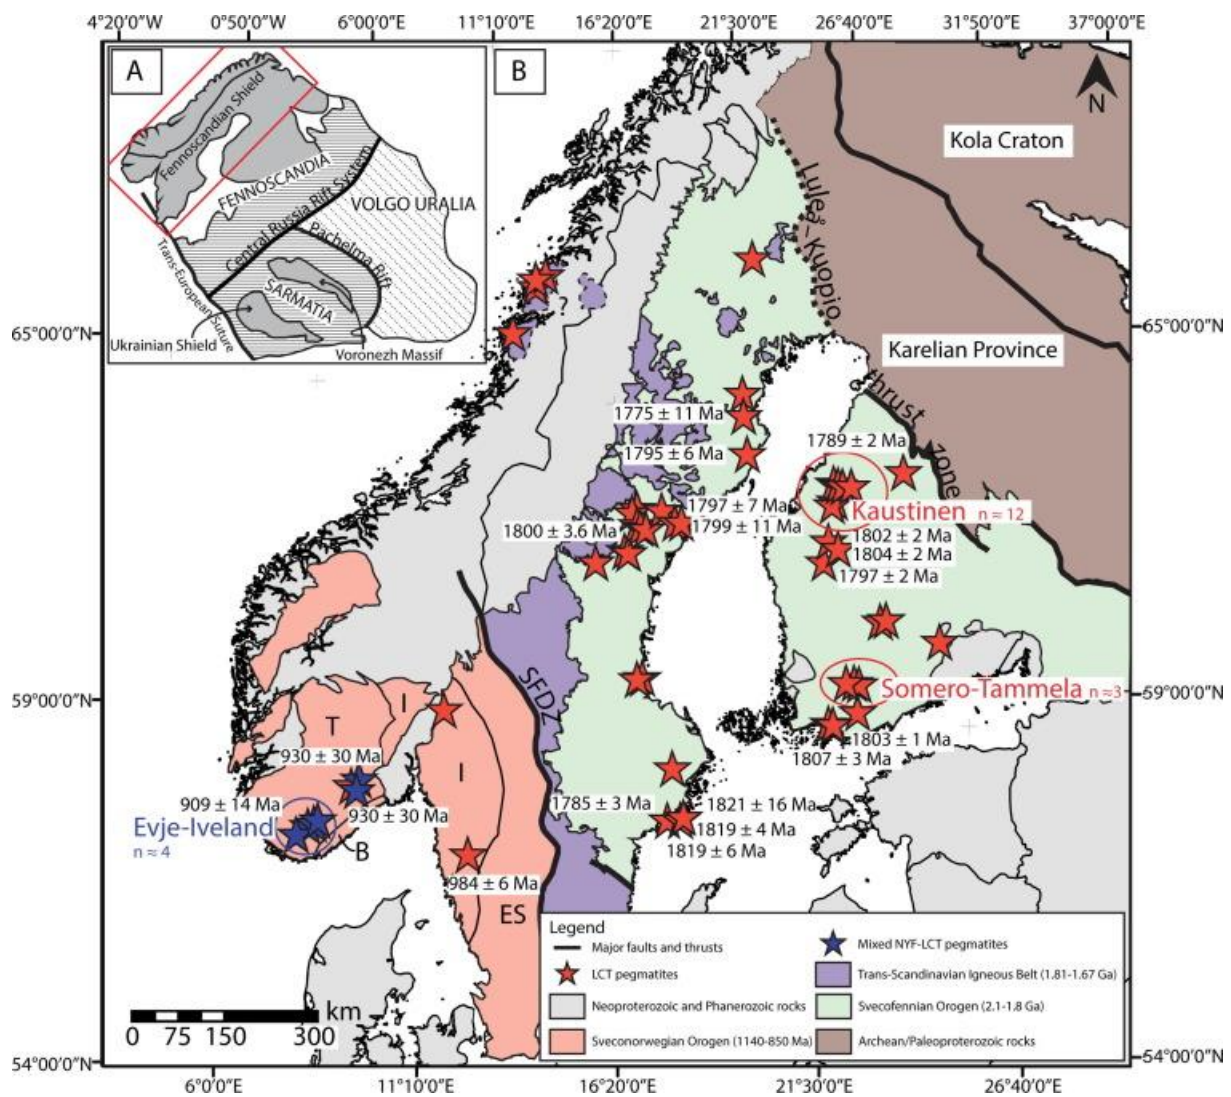 4°20'0"W
0°50'0"E
6°00'0"E
11°10'0"E
16°20'0"E
21°30'0"E
26°40'0"E
31°50'0"E
37°00'0"E
A
Fennoscandian Shield
FENNOSCANDIA
Central Russia Rift System
VOLGO URALIA
Pachelma Rift
SARMATIA
Trans-European Suture
Ukrainian Shield
Voronezh Massif
B
N
Kola Craton
Luleå-Kuopio
thrust zone
Karelian Province
65°00'0"N
65°00'0"N
1775 ± 11 Ma
1795 ± 6 Ma
1789 ± 2 Ma
1797 ± 7 Ma
1799 ± 11 Ma
1800 ± 3.6 Ma
Kaustinen n ≈ 12
1802 ± 2 Ma
1804 ± 2 Ma
1797 ± 2 Ma
SFDZ
59°00'0"N
59°00'0"N
Somero-Tammela n ≈3
1803 ± 1 Ma
1807 ± 3 Ma
T
I
I
930 ± 30 Ma
909 ± 14 Ma
930 ± 30 Ma
Evje-Iveland
n ≈ 4
B
984 ± 6 Ma
ES
1785 ± 3 Ma
1821 ± 16 Ma
1819 ± 4 Ma
1819 ± 6 Ma
Legend
Major faults and thrusts
Mixed NYF-LCT pegmatites
LCT pegmatites
Trans-Scandinavian Igneous Belt (1.81-1.67 Ga)
Neoproterozoic and Phanerozoic rocks
Svecofennian Orogen (2.1-1.8 Ga)
Sveconorwegian Orogen (1140-850 Ma)
Archean/Paleoproterozoic rocks
km
0 75 150 300
54°00'0"N
54°00'0"N
6°0'0"E
11°10'0"E
16°20'0"E
21°30'0"E
26°40'0"E